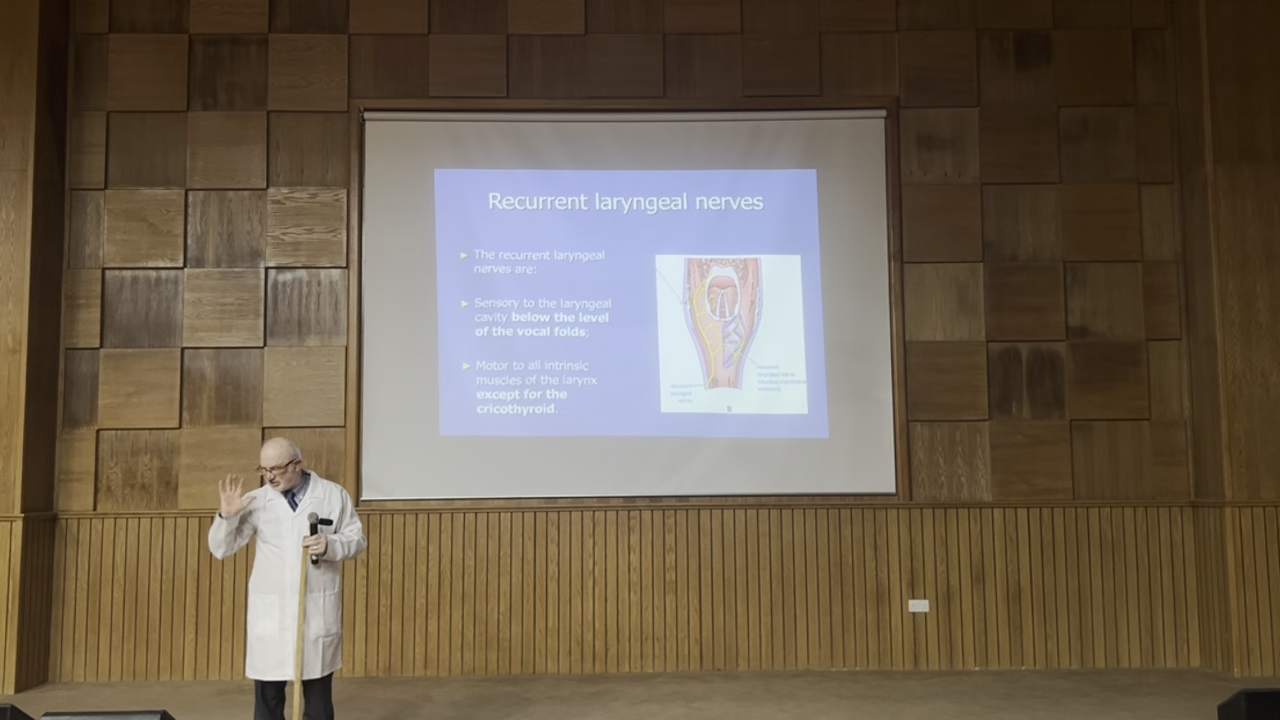 Recurrent laryngeal nerves
The recurrent laryngeal
nerves are:
Sensory to the laryngeal
cavity below the level
of the vocal folds;
Motor to all intrinsic
muscles of the larynx
except for the
cricothyroid.